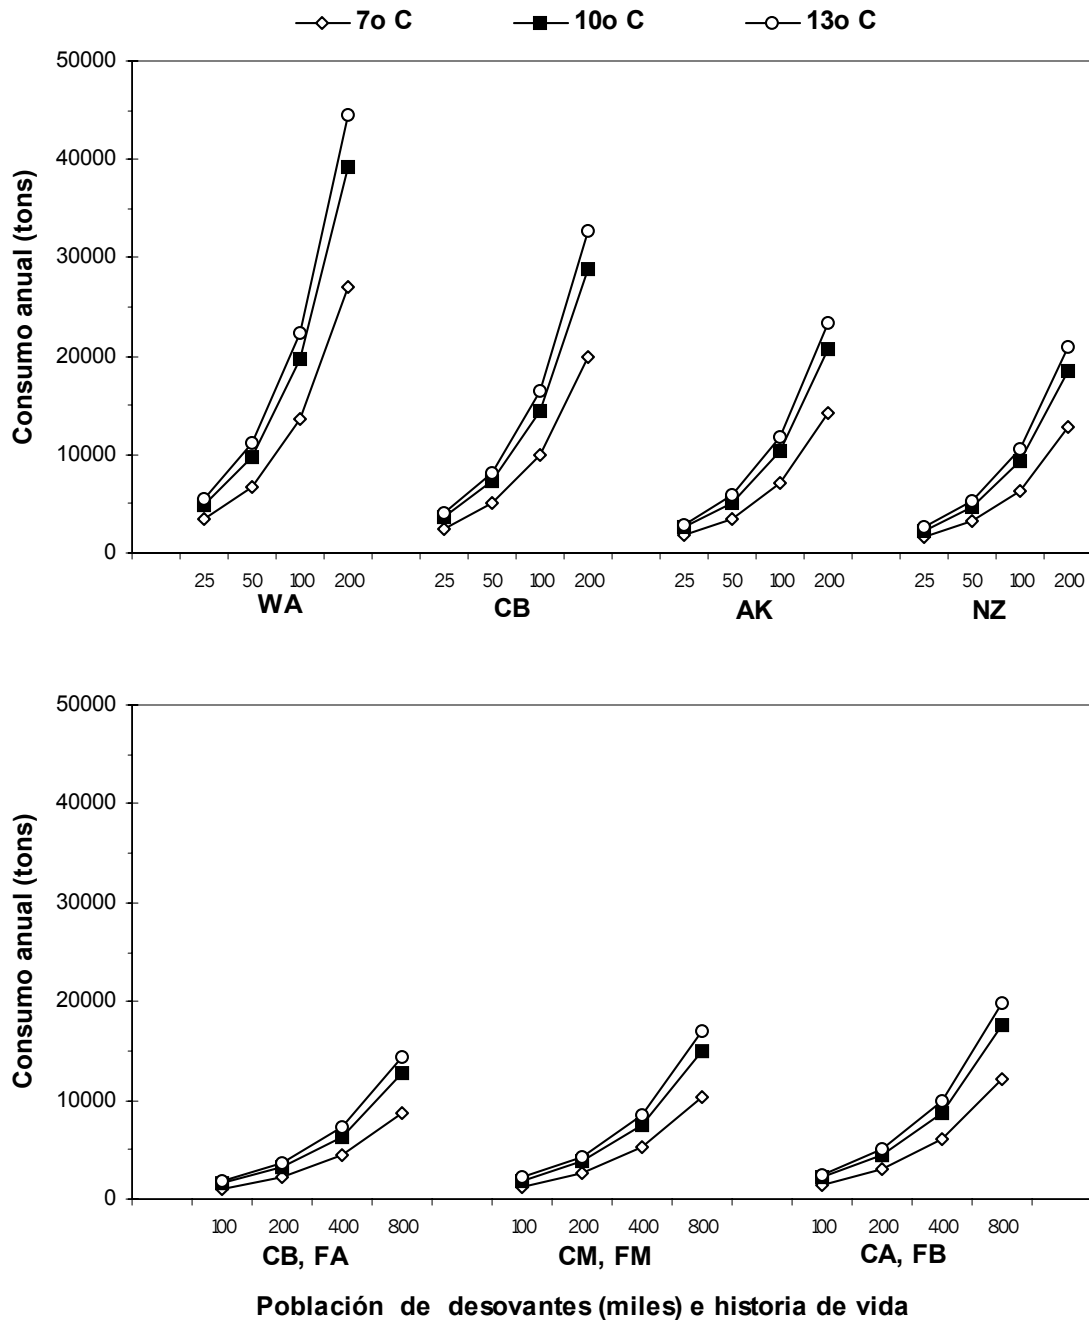 7o C 10o C 13o C
50000
40000
30000
20000
10000
0
Consumo anual (tons)
25 50 100 200 25 50 100 200 25 50 100 200 25 50 100 200
WA CB AK NZ
50000
40000
30000
20000
10000
0
Consumo anual (tons)
100 200 400 800 100 200 400 800 100 200 400 800
CB, FA CM, FM CA, FB
Población de desovantes (miles) e historia de vida